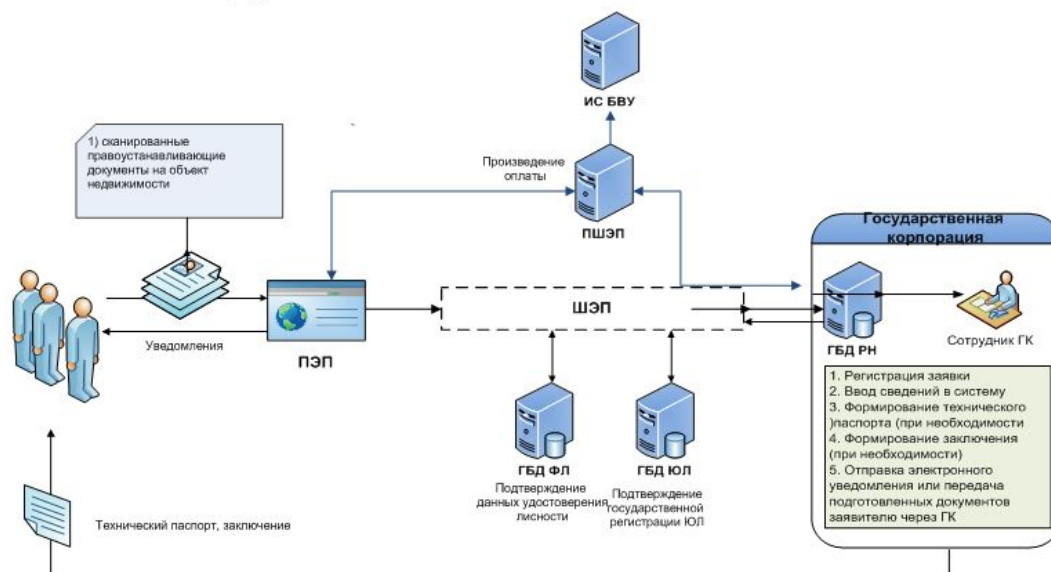 ИС БВУ
1) сканированные
правоустанавливающие
документы на объект
недвижимости
Произведение
оплаты
ПШЭП
Государственная
корпорация
ШЭП
Уведомления
ПЭП
ГБД РН
Сотрудник ГК
1. Регистрация заявки
2. Ввод сведений в систему
3. Формирование технического
)паспорта (при необходимости
4. Формирование заключения
(при необходимости)
5. Отправка электронного
уведомления или передача
подготовленных документов
заявителю через ГК
ГБД ФЛ
Подтверждение
данных удостоверения
лисности
ГБД ЮЛ
Подтверждение
государственной
регистрации ЮЛ
Технический паспорт, заключение